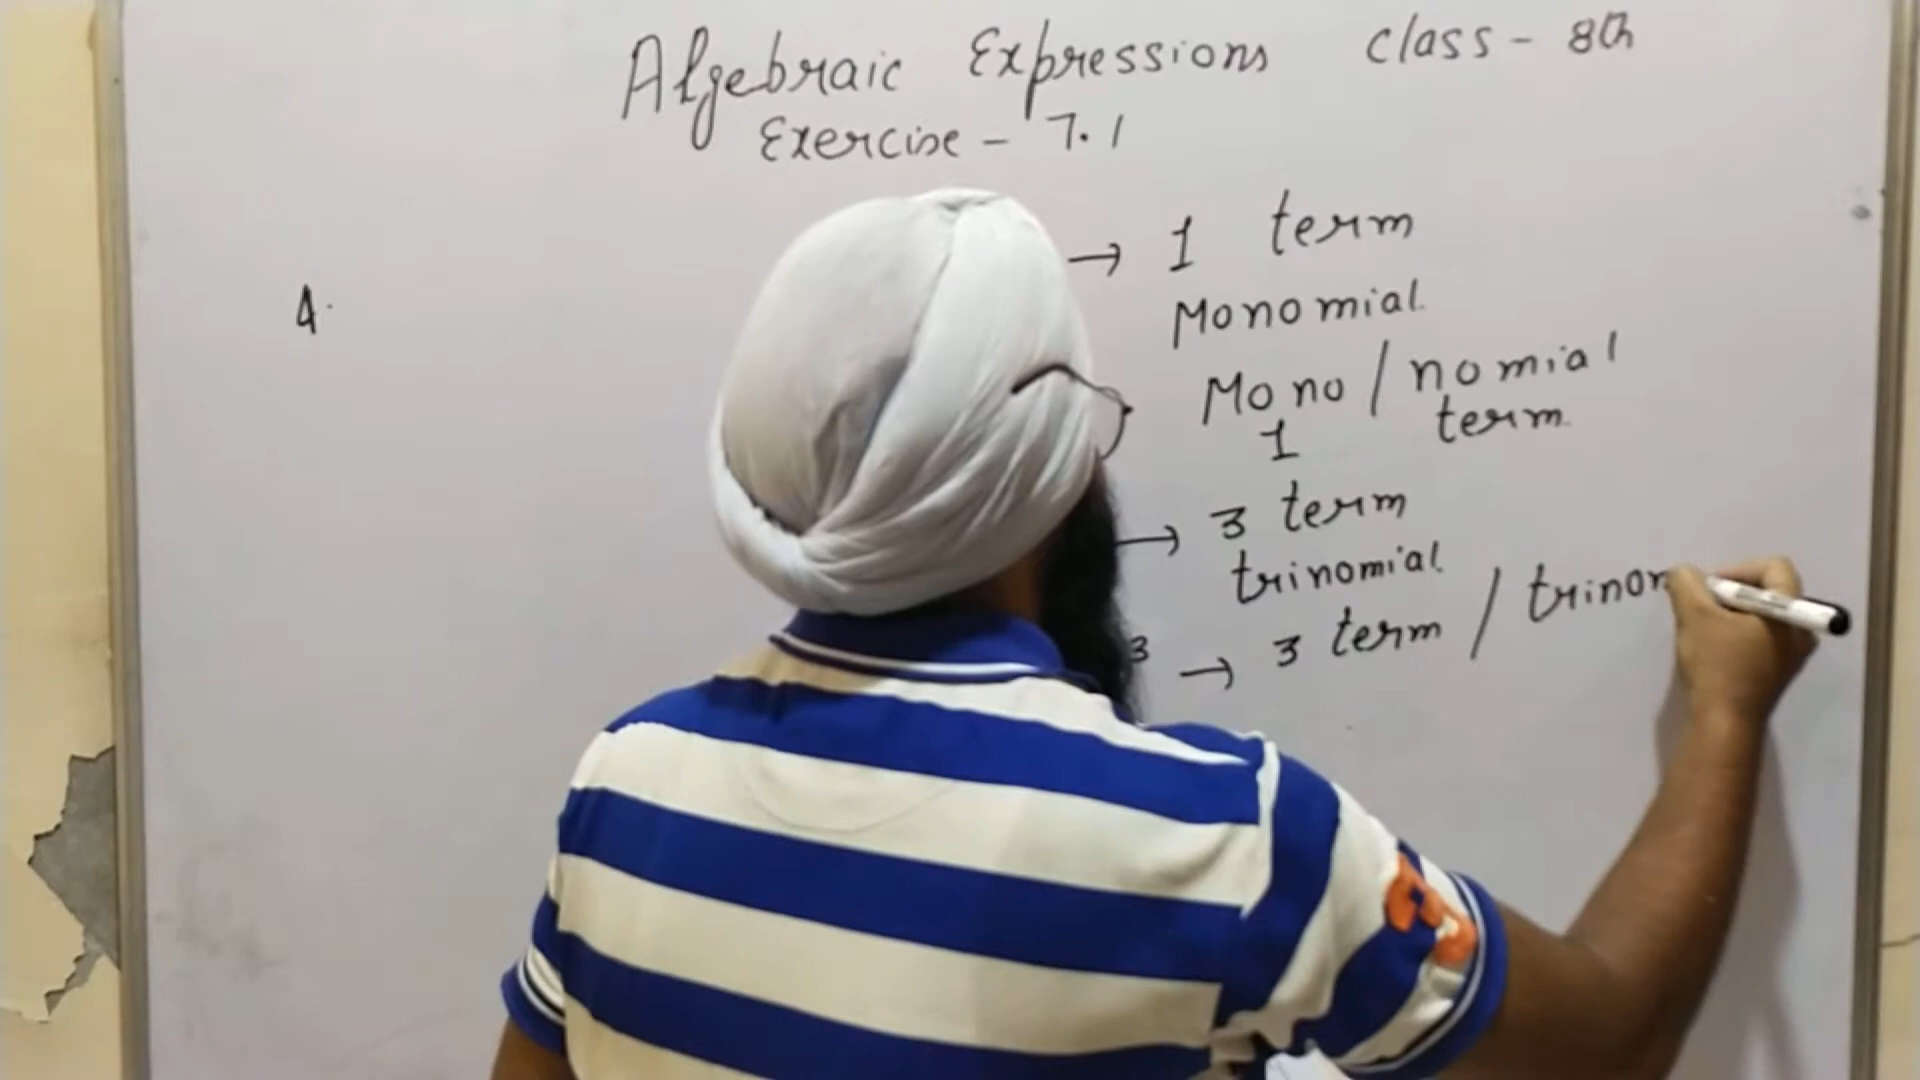 Algebraic Expressions class - 8th
Exercise - 7.1
4.
→ 1 term
Monomial.
Mono / nomial
1 term.
→ 3 term
trinomial.
3 → 3 term / trinom